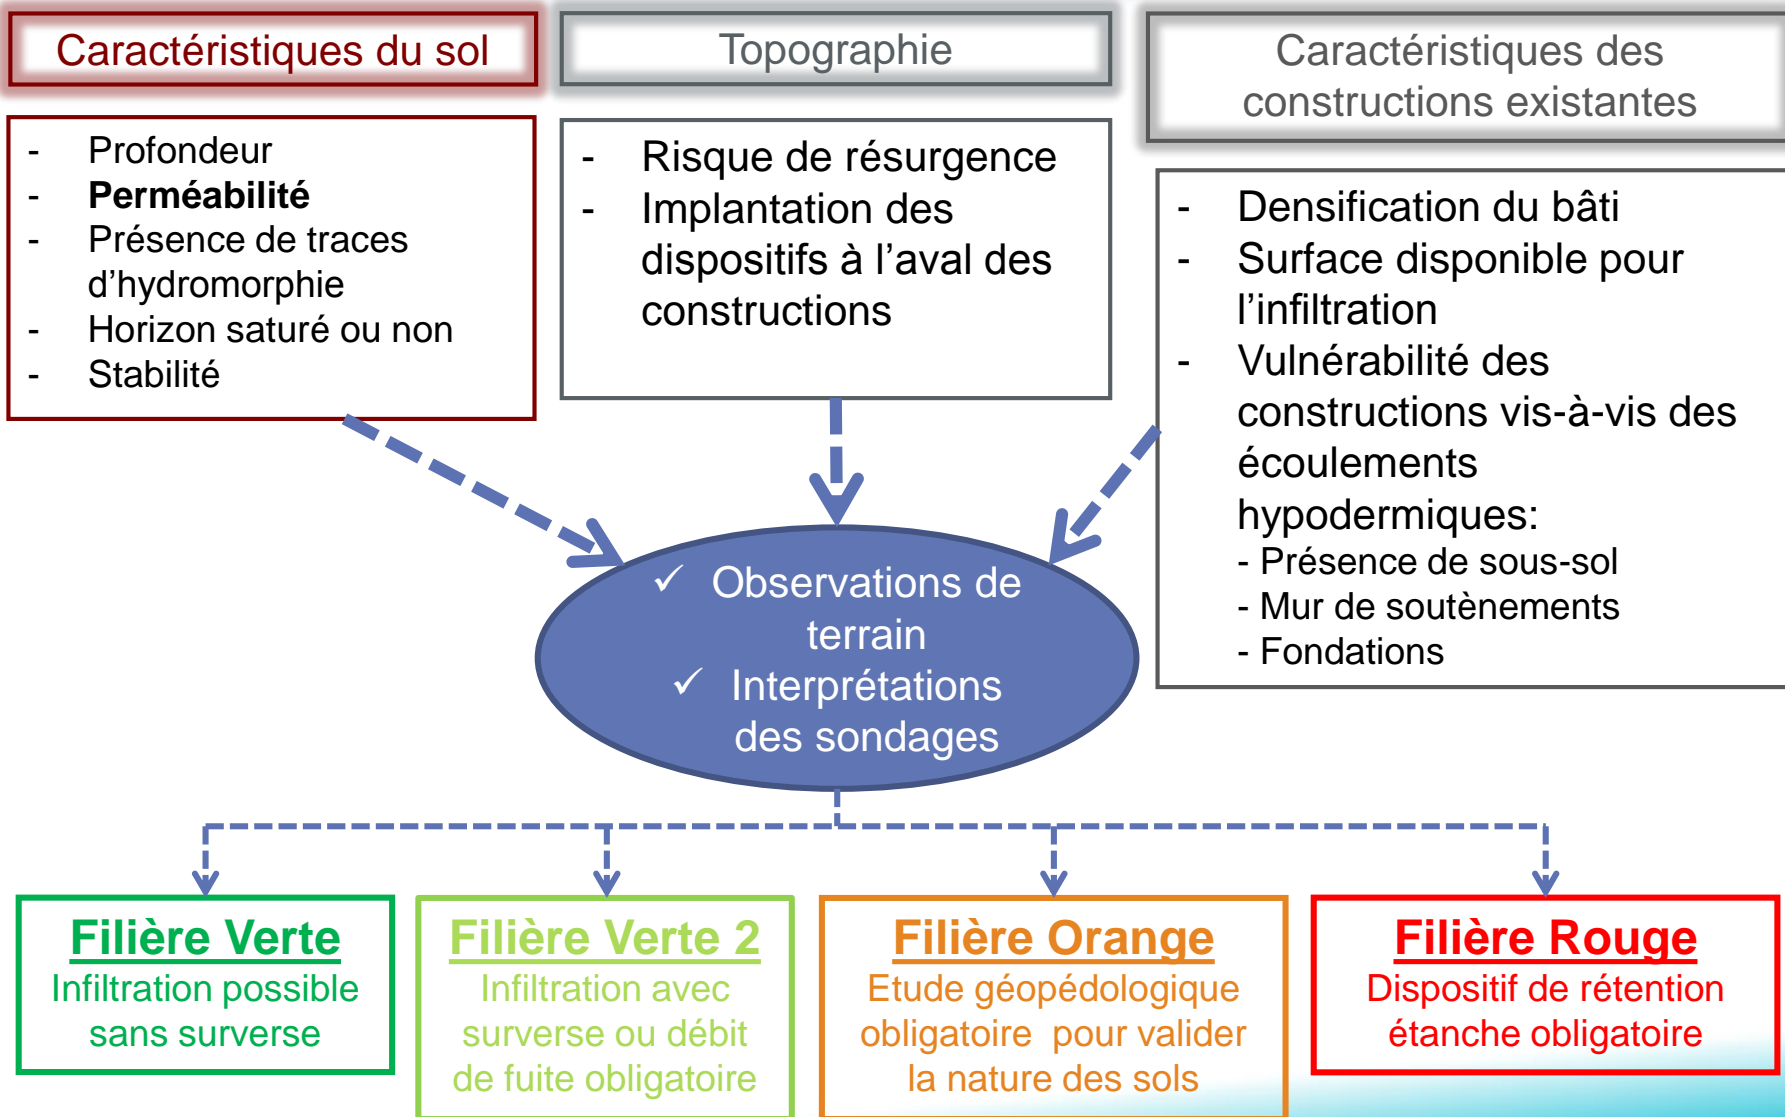 Caractéristiques du sol
- Profondeur
- Perméabilité
- Présence de traces
d'hydromorphie
- Horizon saturé ou non
- Stabilité
Topographie
- Risque de résurgence
- Implantation des
dispositifs à l'aval des
constructions
Caractéristiques des
constructions existantes
- Densification du bâti
- Surface disponible pour
l'infiltration
- Vulnérabilité des
constructions vis-à-vis des
écoulements
hypodermiques:
- Présence de sous-sol
- Mur de soutènements
- Fondations
✓ Observations de
terrain
✓ Interprétations
des sondages
Filière Verte
Infiltration possible
sans surverse
Filière Verte 2
Infiltration avec
surverse ou débit
de fuite obligatoire
Filière Orange
Etude géopédologique
obligatoire pour valider
la nature des sols
Filière Rouge
Dispositif de rétention
étanche obligatoire